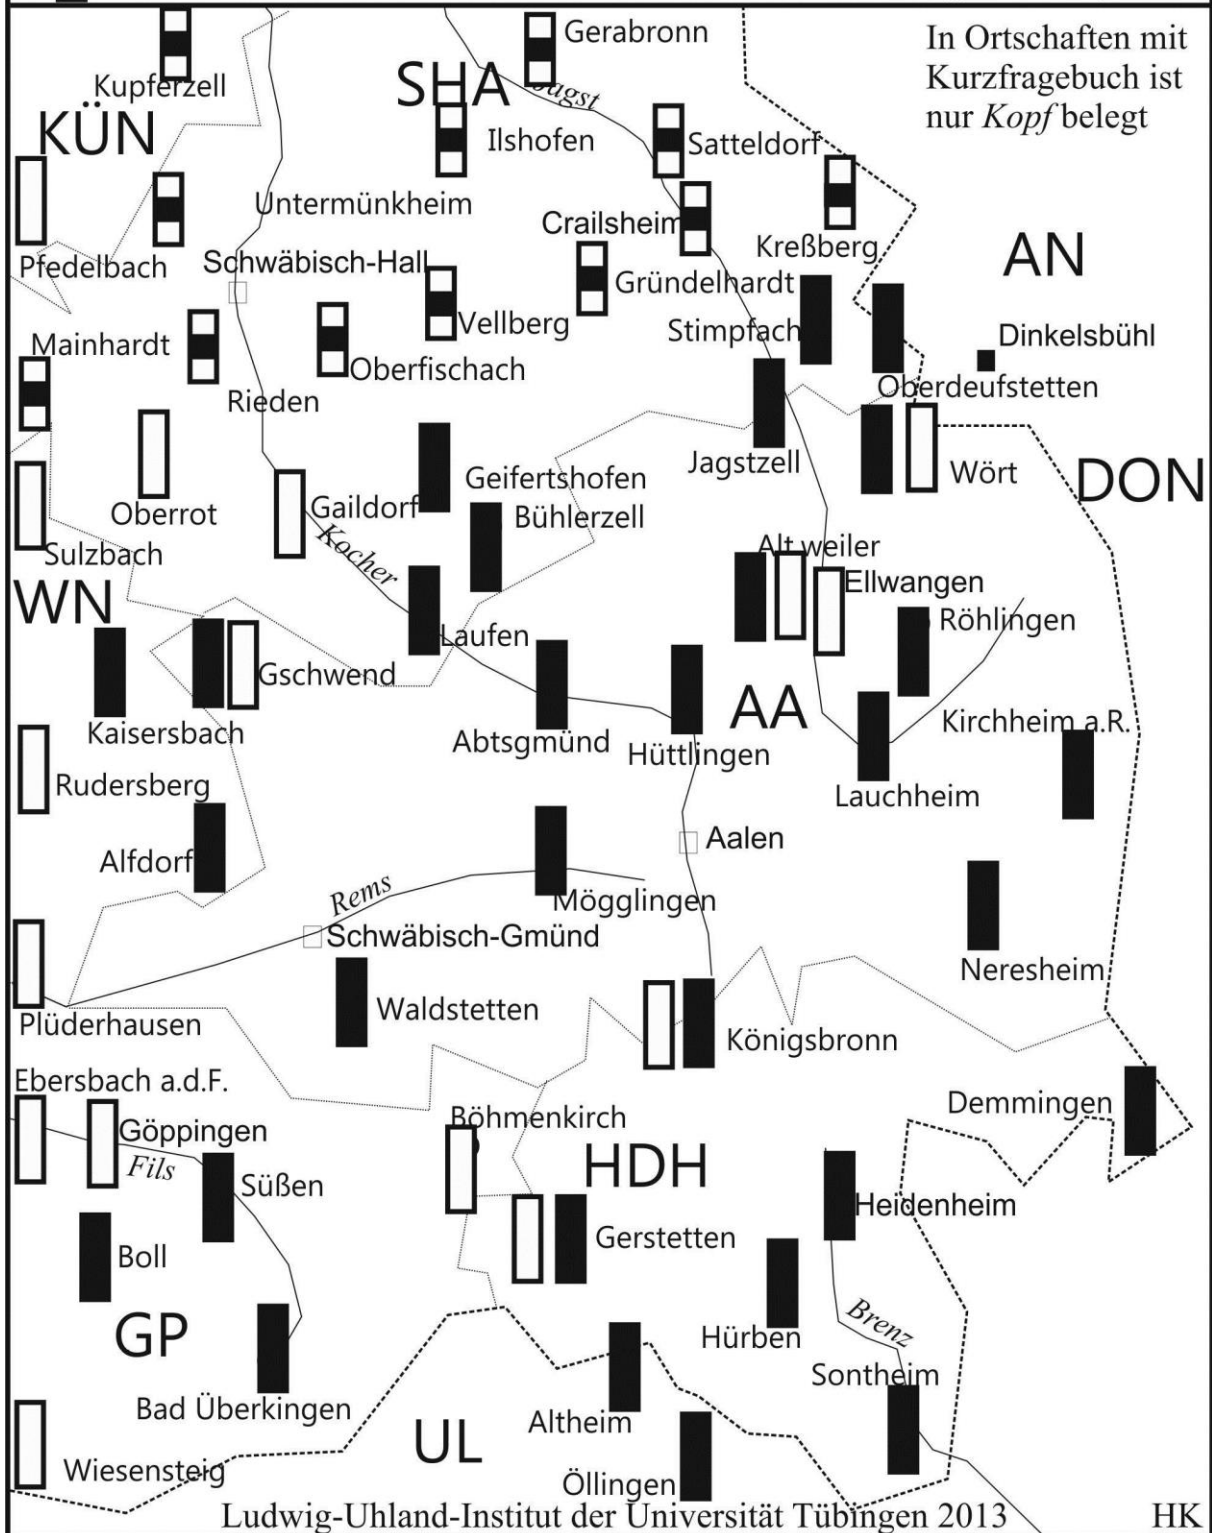 Gerabronn
In Ortschaften mit
Kurzfragebuch ist
nur Kopf belegt
Kupferzell
SHA
Jagst
KÜN
Ilshofen
Satteldorf
Untermünkheim
Crailsheim
Kreßberg
AN
Pfedelbach
Schwäbisch-Hall
Gründelhardt
Vellberg
Stimpfach
Dinkelsbühl
Mainhardt
Oberfischach
Oberdeufstetten
Rieden
Jagstzell
Wört
DON
Geifertshofen
Oberrot
Gaildorf
Bühlerzell
Sulzbach
Kocher
Alt weiler
Ellwangen
WN
Laufen
Röhlingen
Gschwend
AA
Kirchheim a.R.
Kaisersbach
Abtsgmünd
Hüttlingen
Rudersberg
Lauchheim
Aalen
Alfdorf
Rems
Mögglingen
Schwäbisch-Gmünd
Neresheim
Waldstetten
Plüderhausen
Königsbronn
Ebersbach a.d.F.
Demmingen
Göppingen
Böhmenkirch
Fils
HDH
Süßen
Heidenheim
Boll
Gerstetten
GP
Hürben
Brenz
Sontheim
Bad Überkingen
Altheim
UL
Wiesensteig
Öllingen
Ludwig-Uhland-Institut der Universität Tübingen 2013
HK